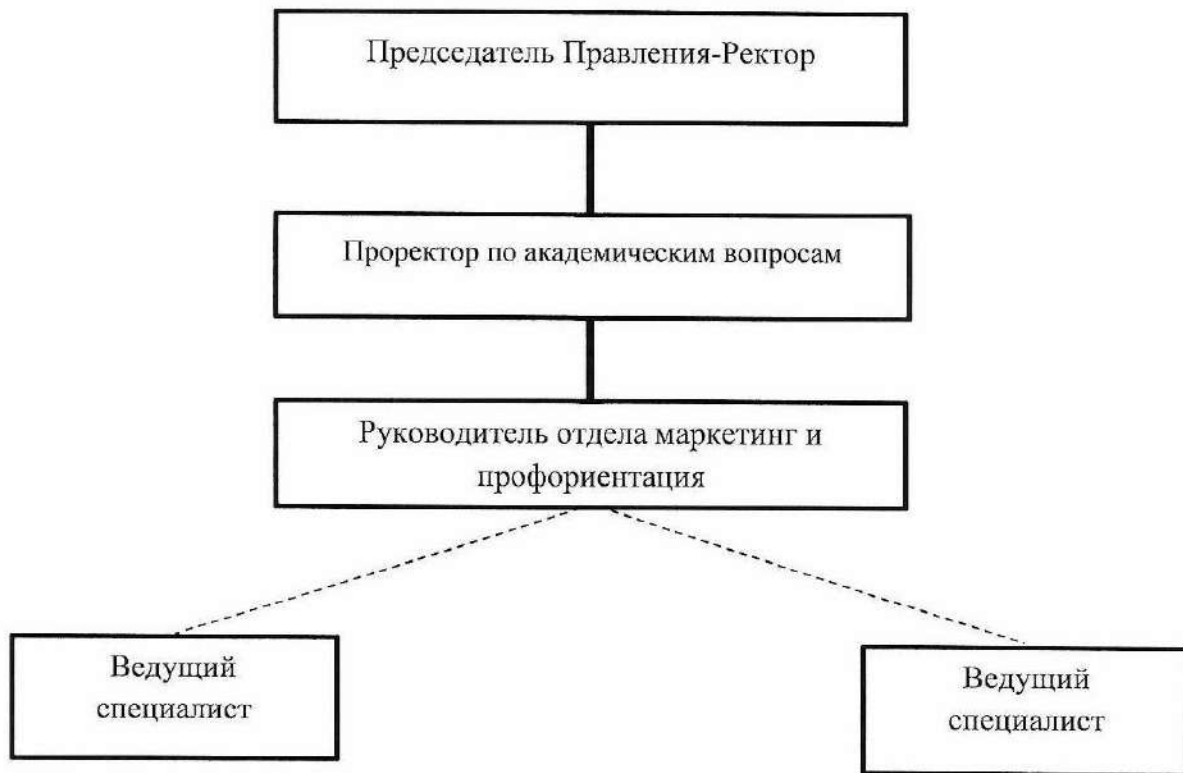 Председатель Правления-Ректор
Проректор по академическим вопросам
Руководитель отдела маркетинг и
профориентация
Ведущий
специалист
Ведущий
специалист